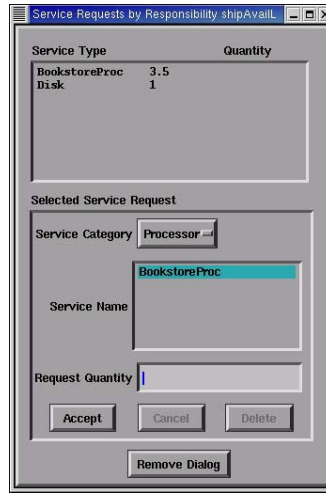 Service Requests by Responsibility shipAvailL
Service Type Quantity
BookstoreProc 3.5
Disk 1
Selected Service Request
Service Category Processor
BookstoreProc
Service Name
Request Quantity
Accept Cancel Delete
Remove Dialog